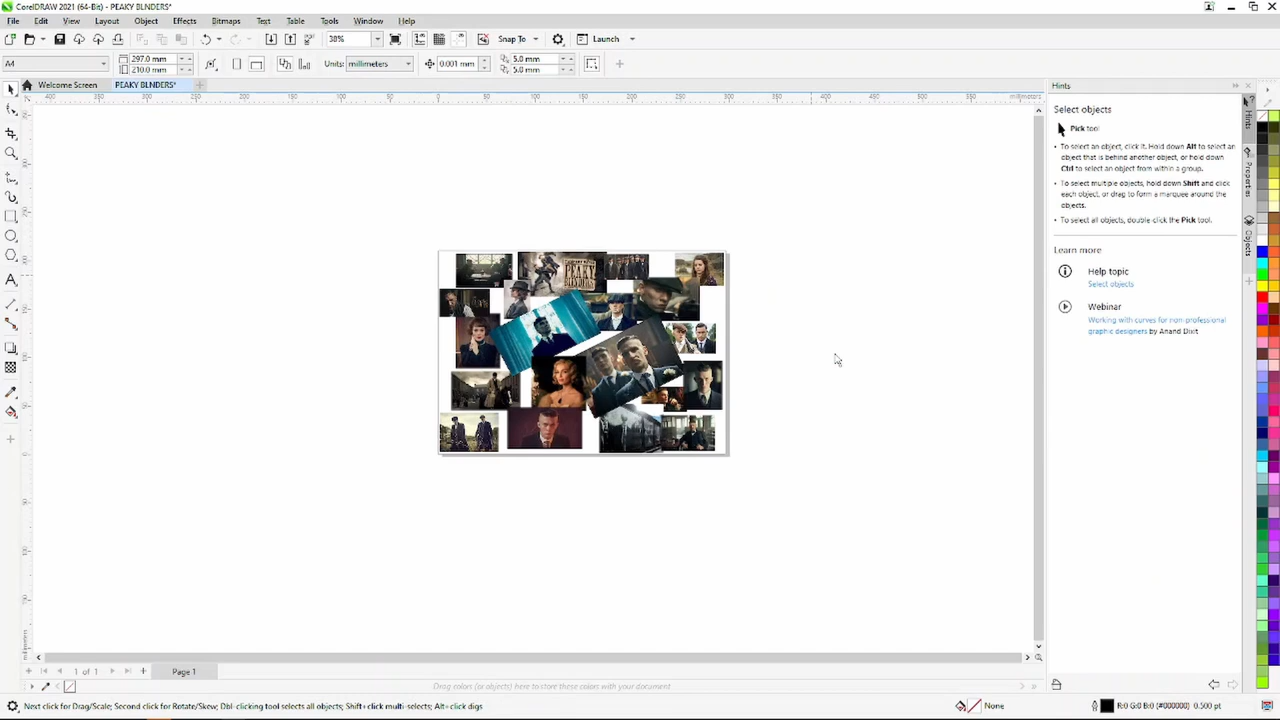 CorelDRAW 2021 (64-Bit) - PEAKY BLNDERS*
File Edit View Layout Object Effects Bitmaps Text Table Tools Window Help
38% Snap To Launch
A4 297.0 mm 210.0 mm Units: millimeters 0.001 mm 5.0 mm 5.0 mm
Welcome Screen PEAKY BLNDERS*
millimeters
Hints
Select objects
Pick tool
• To select an object, click it. Hold down Alt to select an
object that is behind another object, or hold down
Ctrl to select an object from within a group.
• To select multiple objects, hold down Shift and click
each object, or drag to form a marquee around the
objects.
• To select all objects, double-click the Pick tool.
Learn more
Help topic
Select objects
Webinar
Working with curves for non-professional
graphic designers by Anand Dixit
Hints
Properties
Objects
PEAKY
BLINDERS
millimeters
1 of 1 Page 1
Drag colors (or objects) here to store these colors with your document
Next click for Drag/Scale; Second click for Rotate/Skew; Dbl-clicking tool selects all objects; Shift+click multi-selects; Alt+click digs
None R:0 G:0 B:0 (#000000) 0.500 pt